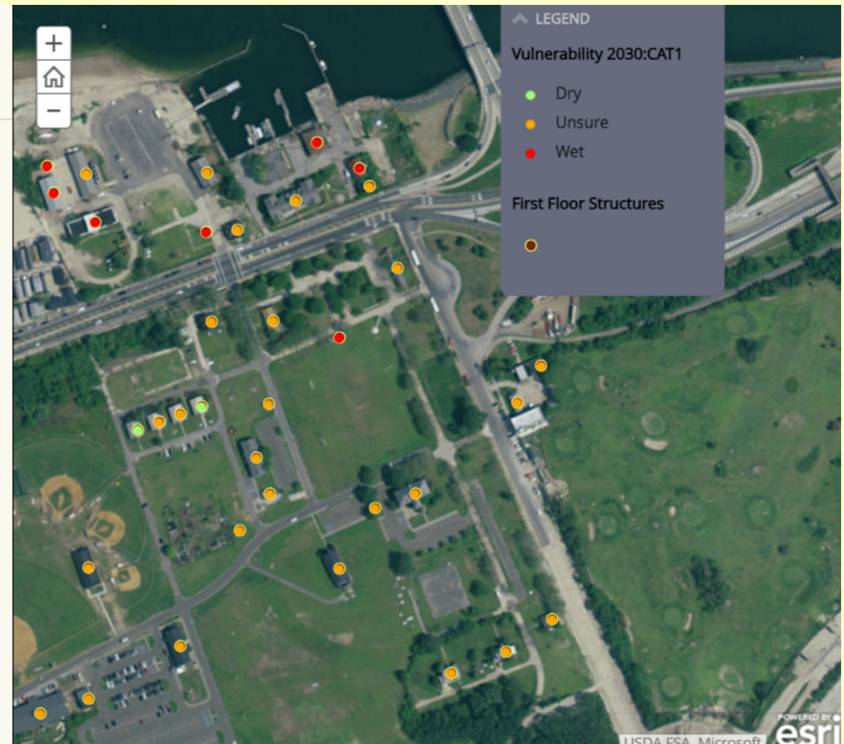 +
−
LEGEND
Vulnerability 2030:CAT1
Dry
Unsure
Wet
First Floor Structures
POWERED BY
esri
USDA FSA, Microsoft